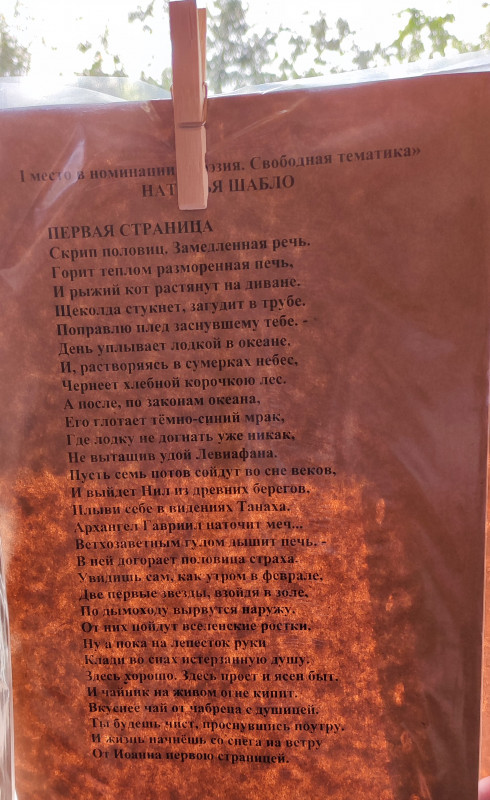 I место в номинации эзия. Свободная тематика»
НАТ ЬЯ ШАБЛО
ПЕРВАЯ СТРАНИЦА
Скрип половиц. Замедленная речь.
Горит теплом разморенная печь,
И рыжий кот растянут на диване.
Щеколда стукнет, загудит в трубе.
Поправлю плед заснувшему тебе. -
День уплывает лодкой в океане.
И, растворяясь в сумерках небес,
Чернеет хлебной корочкою лес.
А после, по законам океана,
Его глотает тёмно-синий мрак,
Где лодку не догнать уже никак,
Не вытащив удой Левиафана.
Пусть семь потов сойдут во сне веков,
И выйдет Нил из древних берегов,
Плыви себе в видениях Танаха.
Архангел Гавриил наточит меч...
Ветхозаветным гулом дышит печь, -
В ней догорает половина страха.
Увидишь сам, как утром в феврале,
Две первые звезды, взойдя в золе,
По дымоходу вырвутся наружу.
От них пойдут вселенские ростки,
Ну а пока на лепесток руки
Клади во снах истерзанную душу.
Здесь хорошо. Здесь прост и ясен быт.
И чайник на живом огне кипит.
Вкуснее чай от чабреца с душицей.
Ты будешь чист, проснувшись поутру,
И жизнь начнёшь со снега на ветру
От Иоанна первою страницей.